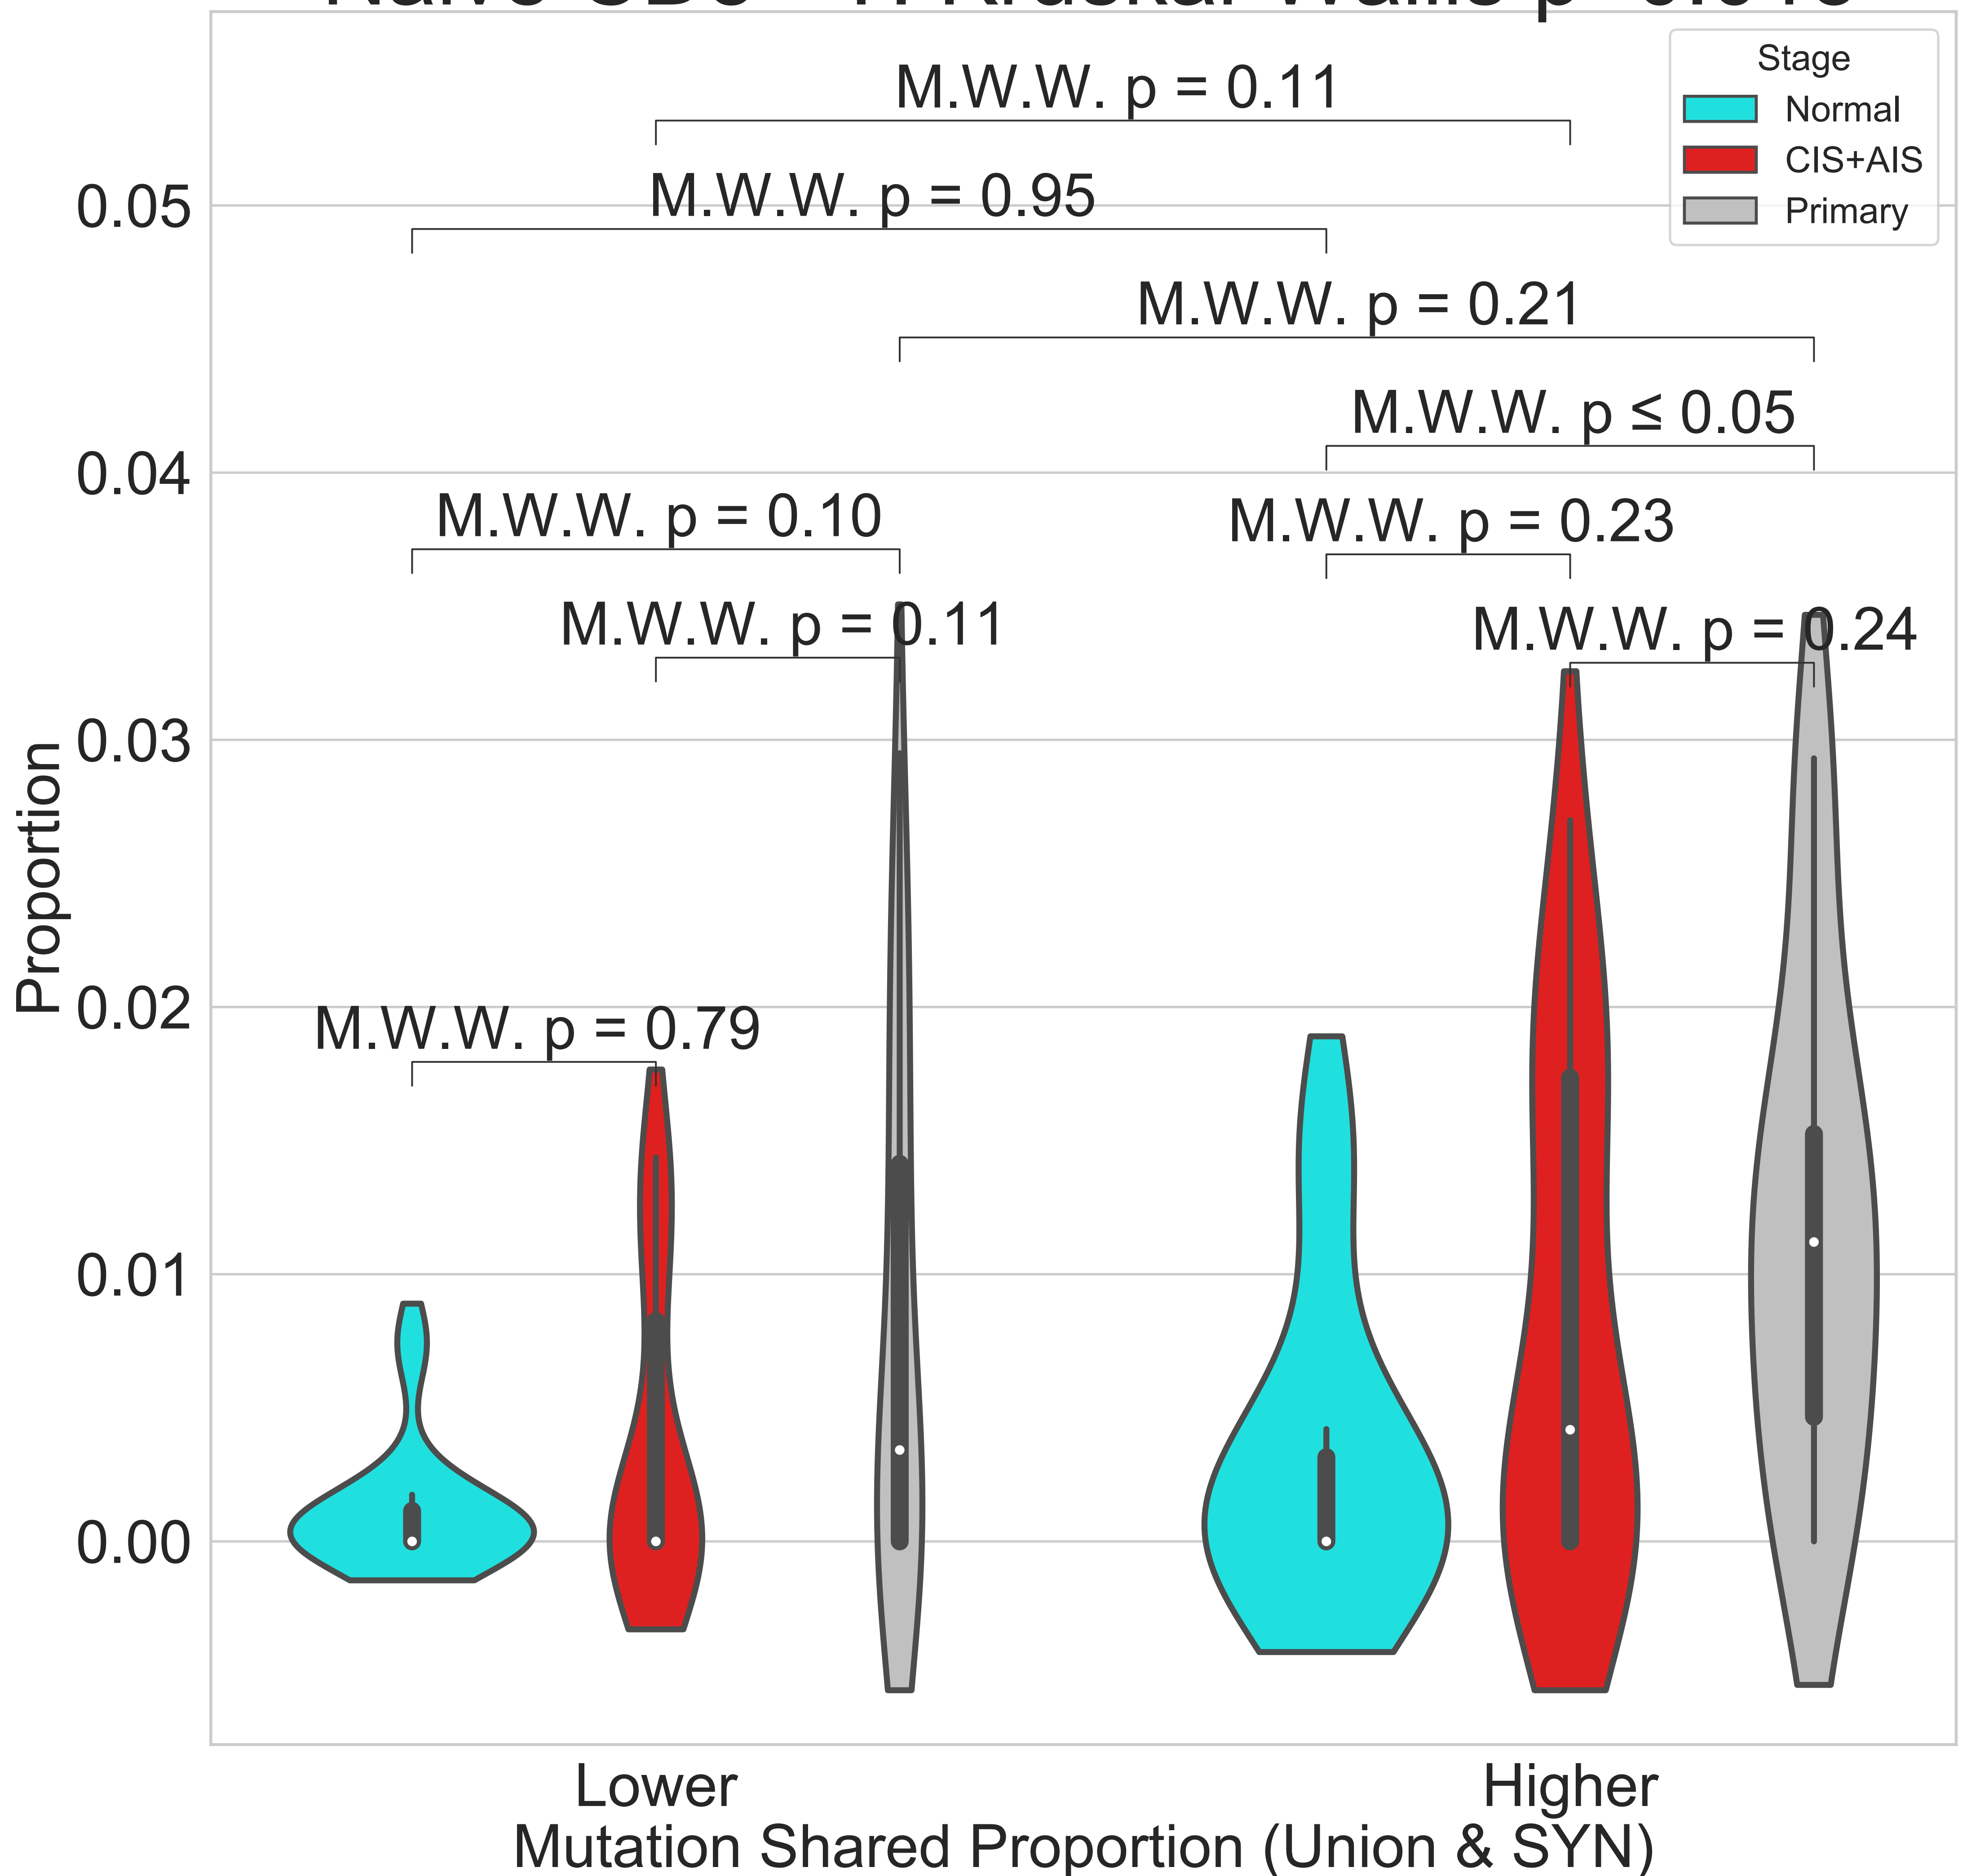 Stage
Normal
CIS+AIS
Primary
M.W.W. p = 0.11
M.W.W. p = 0.95
M.W.W. p = 0.21
M.W.W. p ≤ 0.05
M.W.W. p = 0.10
M.W.W. p = 0.23
M.W.W. p = 0.11
M.W.W. p = 0.24
M.W.W. p = 0.79
0.05
0.04
0.03
0.02
0.01
0.00
Proportion
Lower
Higher
Mutation Shared Proportion (Union & SYN)